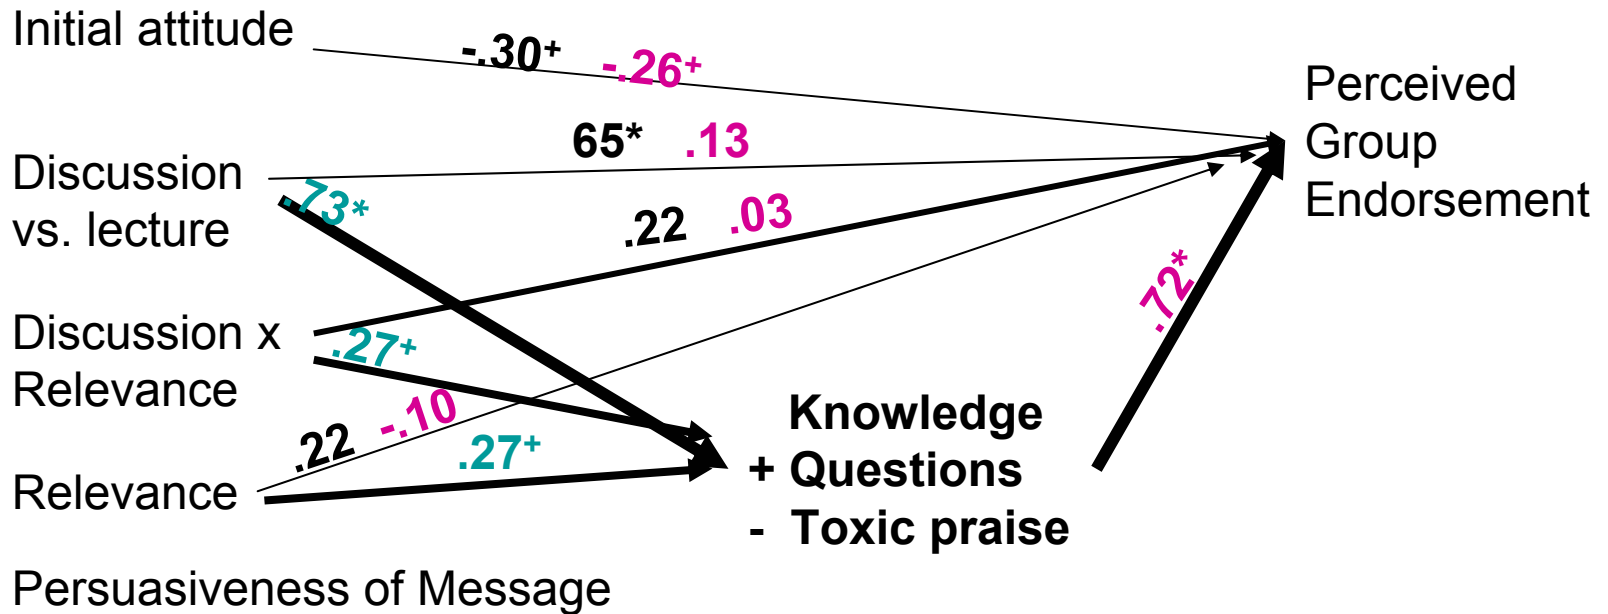 Initial attitude
-.30+ -.26+
Perceived
Group
Endorsement
65* .13
Discussion
vs. lecture
.73*
.22 .03
.72*
Discussion x
Relevance
.27+
.22 -.10
.27+
Relevance
Knowledge
+ Questions
- Toxic praise
Persuasiveness of Message